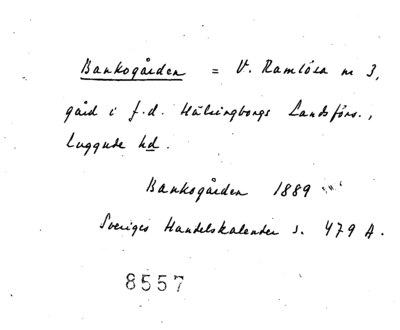 Bankogården = V. Ramlösa nr 3,
gård i f.d. Hälsingborgs Landsförs.,
Luggude hd.
Bankogården 1889
Sveriges Handelskalender s. 479 A.
8557